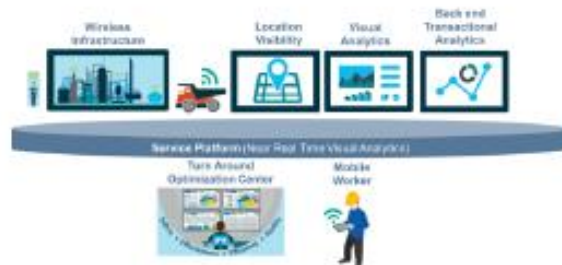 Wireless
Infrastructure
Location
Visibility
Visual
Analytics
Back end
Transactional
Analytics
Service Platform (Near Real Time Visual Analytics)
Turn Around
Optimization Center
Mobile
Worker